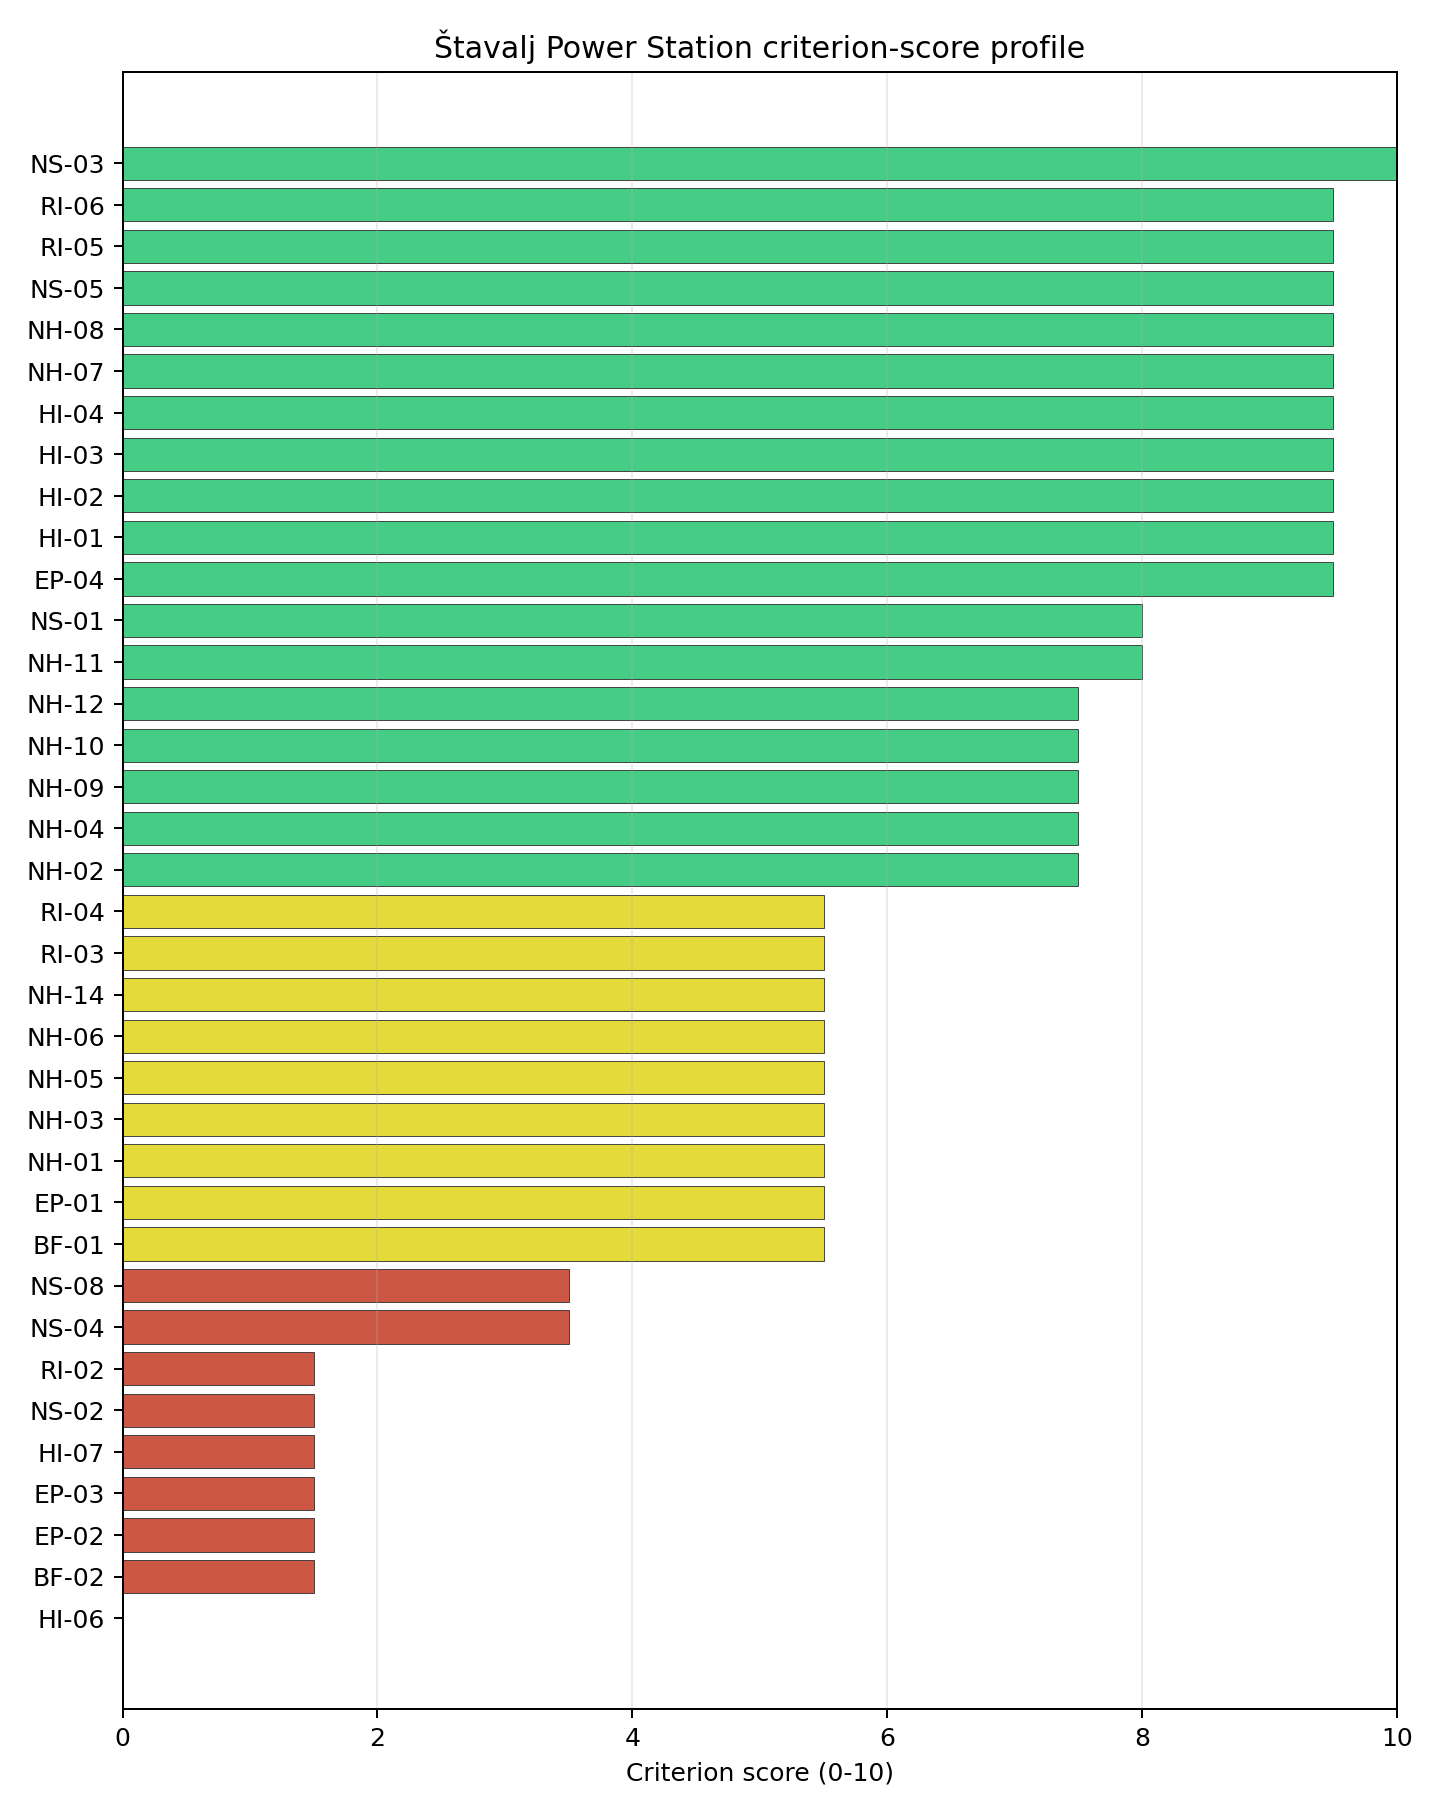 Štavalj Power Station criterion-score profile
NS-03
RI-06
RI-05
NS-05
NH-08
NH-07
HI-04
HI-03
HI-02
HI-01
EP-04
NS-01
NH-11
NH-12
NH-10
NH-09
NH-04
NH-02
RI-04
RI-03
NH-14
NH-06
NH-05
NH-03
NH-01
EP-01
BF-01
NS-08
NS-04
RI-02
NS-02
HI-07
EP-03
EP-02
BF-02
HI-06
0 2 4 6 8 10
Criterion score (0-10)